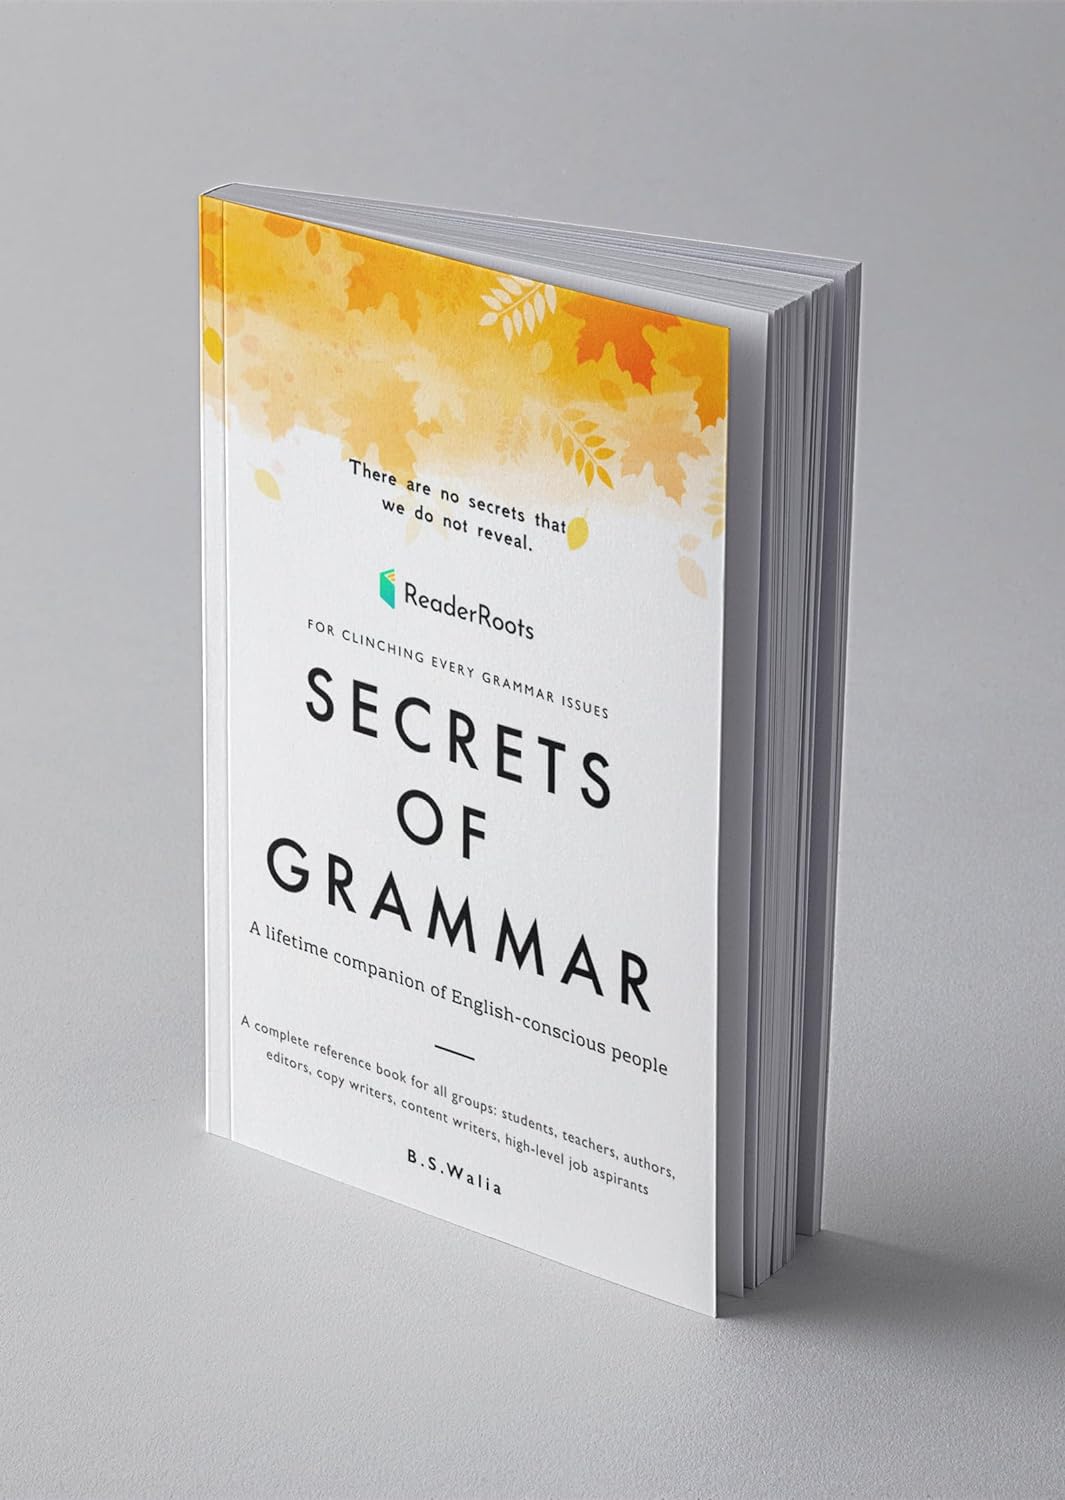 There are no secrets that
we do not reveal.
ReaderRoots
FOR CLINCHING EVERY GRAMMAR ISSUES
SECRETS
OF
GRAMMAR
A lifetime companion of English-conscious people
A complete reference book for all groups: students, teachers, authors,
editors, copy writers, content writers, high-level job aspirants
B.S.Walia